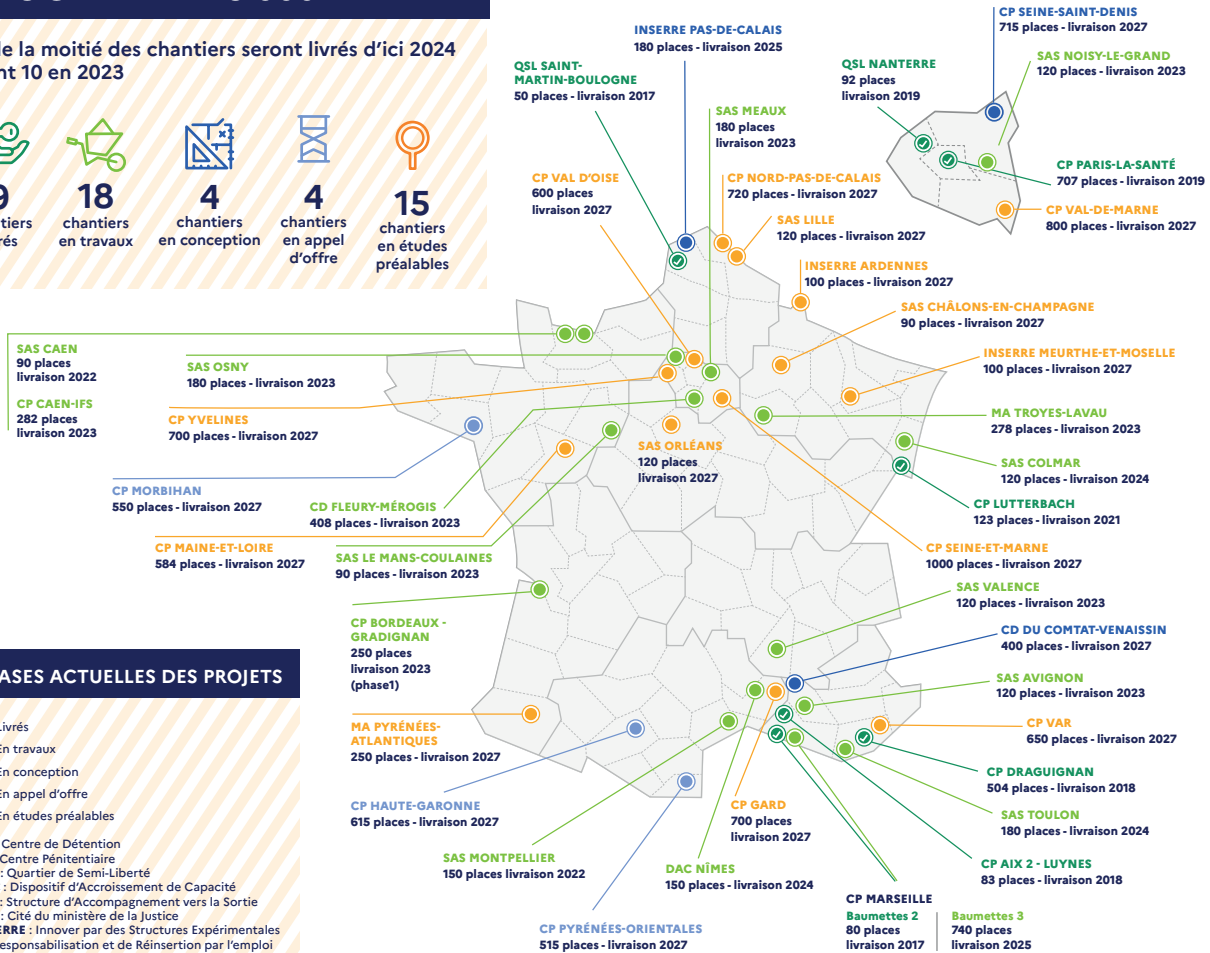 de la moitié des chantiers seront livrés d'ici 2024
nt 10 en 2023
9
tiers
rés
18
chantiers
en travaux
4
chantiers
en conception
4
chantiers
en appel
d'offre
15
chantiers
en études
préalables
INSERRE PAS-DE-CALAIS
180 places - livraison 2025
CP SEINE-SAINT-DENIS
715 places - livraison 2027
QSL SAINT-
MARTIN-BOULOGNE
50 places - livraison 2017
QSL NANTERRE
92 places
livraison 2019
SAS NOISY-LE-GRAND
120 places - livraison 2023
SAS MEAUX
180 places
livraison 2023
CP PARIS-LA-SANTÉ
707 places - livraison 2019
CP VAL D'OISE
600 places
livraison 2027
CP NORD-PAS-DE-CALAIS
720 places - livraison 2027
CP VAL-DE-MARNE
800 places - livraison 2027
SAS LILLE
120 places - livraison 2027
INSERRE ARDENNES
100 places - livraison 2027
SAS CHÂLONS-EN-CHAMPAGNE
90 places - livraison 2027
SAS CAEN
90 places
livraison 2022
CP CAEN-IFS
282 places
livraison 2023
SAS OSNY
180 places - livraison 2023
INSERRE MEURTHE-ET-MOSELLE
100 places - livraison 2027
CP YVELINES
700 places - livraison 2027
MA TROYES-LAVAU
278 places - livraison 2023
SAS ORLÉANS
120 places
livraison 2027
SAS COLMAR
120 places - livraison 2024
CP MORBIHAN
550 places - livraison 2027
CD FLEURY-MÉROGIS
408 places - livraison 2023
CP LUTTERBACH
123 places - livraison 2021
CP MAINE-ET-LOIRE
584 places - livraison 2027
SAS LE MANS-COULAINES
90 places - livraison 2023
CP SEINE-ET-MARNE
1000 places - livraison 2027
SAS VALENCE
120 places - livraison 2023
CP BORDEAUX -
GRADIGNAN
250 places
livraison 2023
(phase1)
CD DU COMTAT-VENAISSIN
400 places - livraison 2027
SAS AVIGNON
120 places - livraison 2023
MA PYRÉNÉES-
ATLANTIQUES
250 places - livraison 2027
CP VAR
650 places - livraison 2027
CP DRAGUIGNAN
504 places - livraison 2018
CP HAUTE-GARONNE
615 places - livraison 2027
CP GARD
700 places
livraison 2027
SAS TOULON
180 places - livraison 2024
SAS MONTPELLIER
150 places livraison 2022
DAC NÎMES
150 places - livraison 2024
CP AIX 2 - LUYNES
83 places - livraison 2018
CP MARSEILLE
Baumettes 2
80 places
livraison 2017
Baumettes 3
740 places
livraison 2025
CP PYRÉNÉES-ORIENTALES
515 places - livraison 2027
ASES ACTUELLES DES PROJETS
Livrés
En travaux
En conception
En appel d'offre
En études préalables
Centre de Détention
Centre Pénitentiaire
: Quartier de Semi-Liberté
: Dispositif d'Accroissement de Capacité
: Structure d'Accompagnement vers la Sortie
: Cité du ministère de la Justice
ERRE : Innover par des Structures Expérimentales
esponsabilisation et de Réinsertion par l'emploi